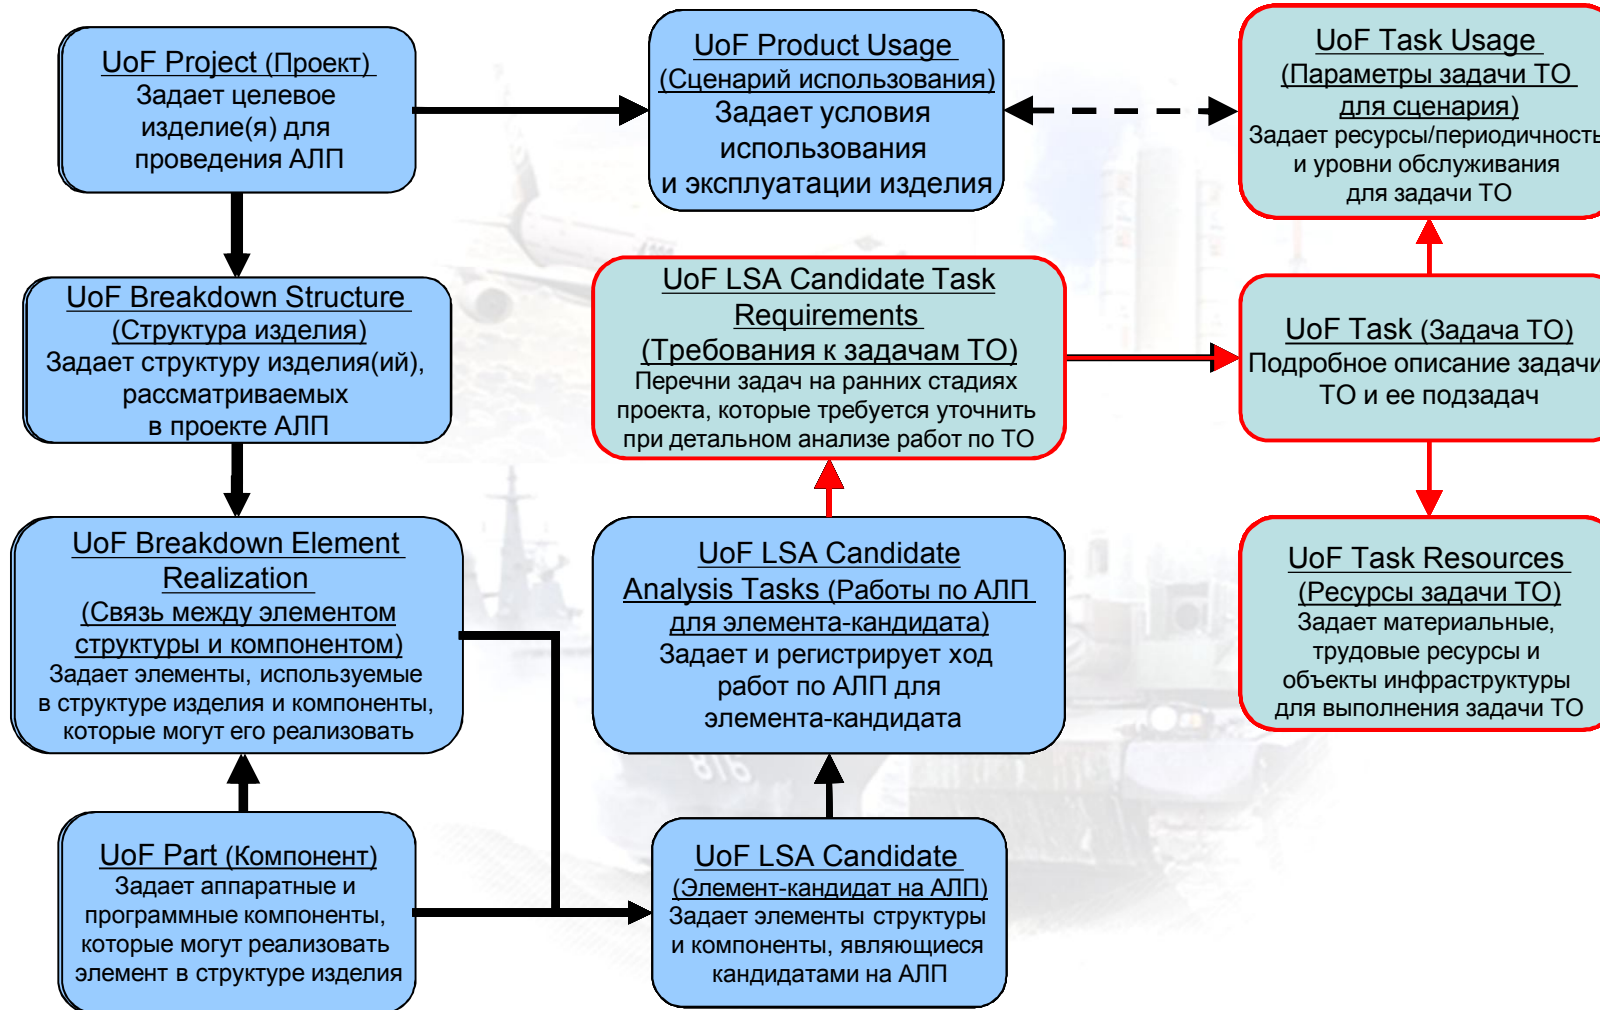 UoF Project (Проект)
Задает целевое
изделие(я) для
проведения АЛП
UoF Product Usage
(Сценарий использования)
Задает условия
использования
и эксплуатации изделия
UoF Task Usage
(Параметры задачи ТО
для сценария)
Задает ресурсы/периодичность
и уровни обслуживания
для задачи ТО
UoF Breakdown Structure
(Структура изделия)
Задает структуру изделия(ий),
рассматриваемых
в проекте АЛП
UoF LSA Candidate Task
Requirements
(Требования к задачам ТО)
Перечни задач на ранних стадиях
проекта, которые требуется уточнить
при детальном анализе работ по ТО
UoF Task (Задача ТО)
Подробное описание задачи
ТО и ее подзадач
UoF Breakdown Element
Realization
(Связь между элементом
структуры и компонентом)
Задает элементы, используемые
в структуре изделия и компоненты,
которые могут его реализовать
UoF LSA Candidate
Analysis Tasks (Работы по АЛП
для элемента-кандидата)
Задает и регистрирует ход
работ по АЛП для
элемента-кандидата
UoF Task Resources
(Ресурсы задачи ТО)
Задает материальные,
трудовые ресурсы и
объекты инфраструктуры
для выполнения задачи ТО
816
UoF Part (Компонент)
Задает аппаратные и
программные компоненты,
которые могут реализовать
элемент в структуре изделия
UoF LSA Candidate
(Элемент-кандидат на АЛП)
Задает элементы структуры
и компоненты, являющиеся
кандидатами на АЛП